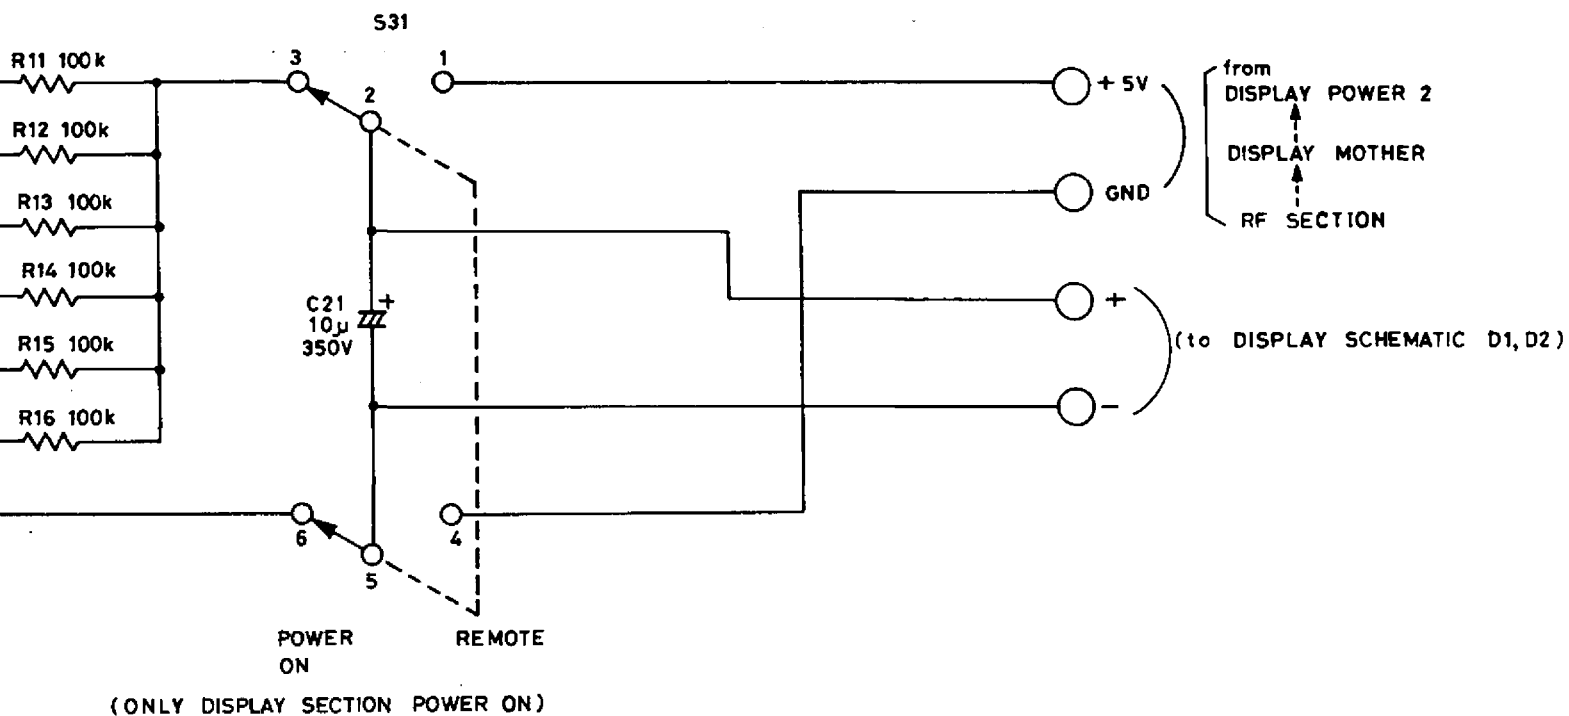 S31
R11 100k
3
1
+ 5V
from
DISPLAY POWER 2
2
R12 100k
DISPLAY MOTHER
R13 100k
GND
RF SECTION
R14 100k
C21 +
10µ
350V
+
(to DISPLAY SCHEMATIC D1, D2)
R15 100k
R16 100k
−
6
4
5
POWER
ON
REMOTE
(ONLY DISPLAY SECTION POWER ON)